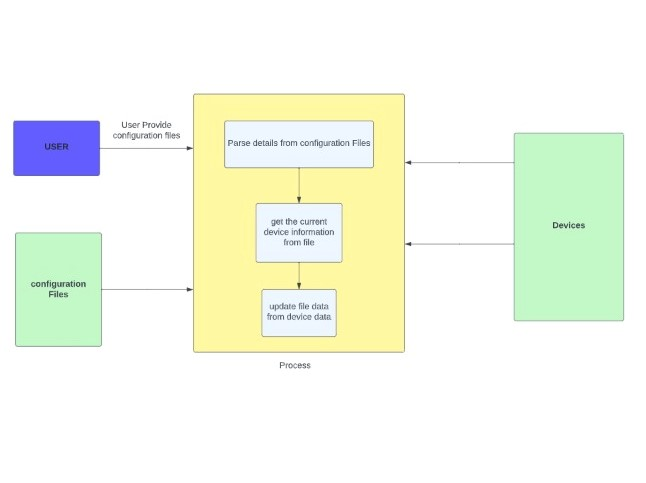 User Provide
configuration files
USER
Parse details from configuration Files
get the current
device information
from file
update file data
from device data
configuration
Files
Devices
Process